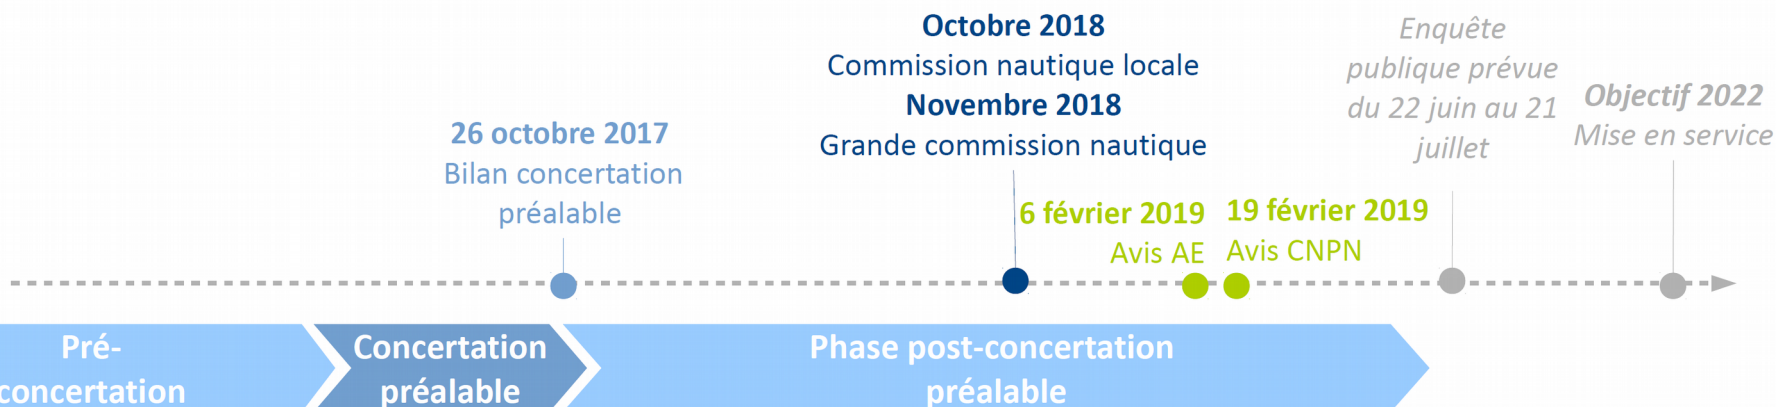 26 octobre 2017
Bilan concertation
préalable
Octobre 2018
Commission nautique locale
Novembre 2018
Grande commission nautique
6 février 2019
Avis AE
19 février 2019
Avis CNPN
Enquête
publique prévue
du 22 juin au 21
juillet
Objectif 2022
Mise en service
Pré-
concertation
Concertation
préalable
Phase post-concertation
préalable